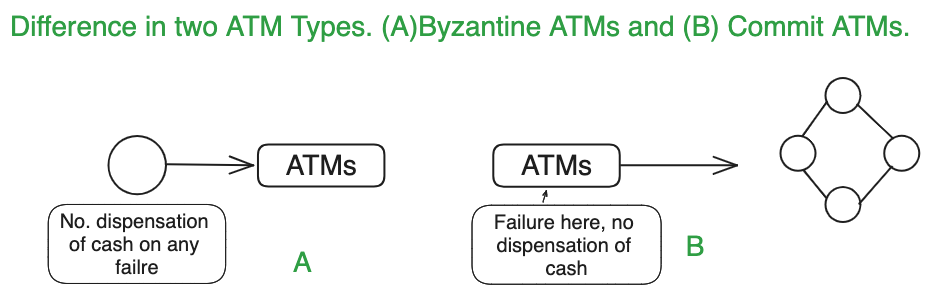 Difference in two ATM Types. (A)Byzantine ATMs and (B) Commit ATMs.
ATMs
No. dispensation
of cash on any
failre
A
ATMs
Failure here, no
dispensation of
cash
B